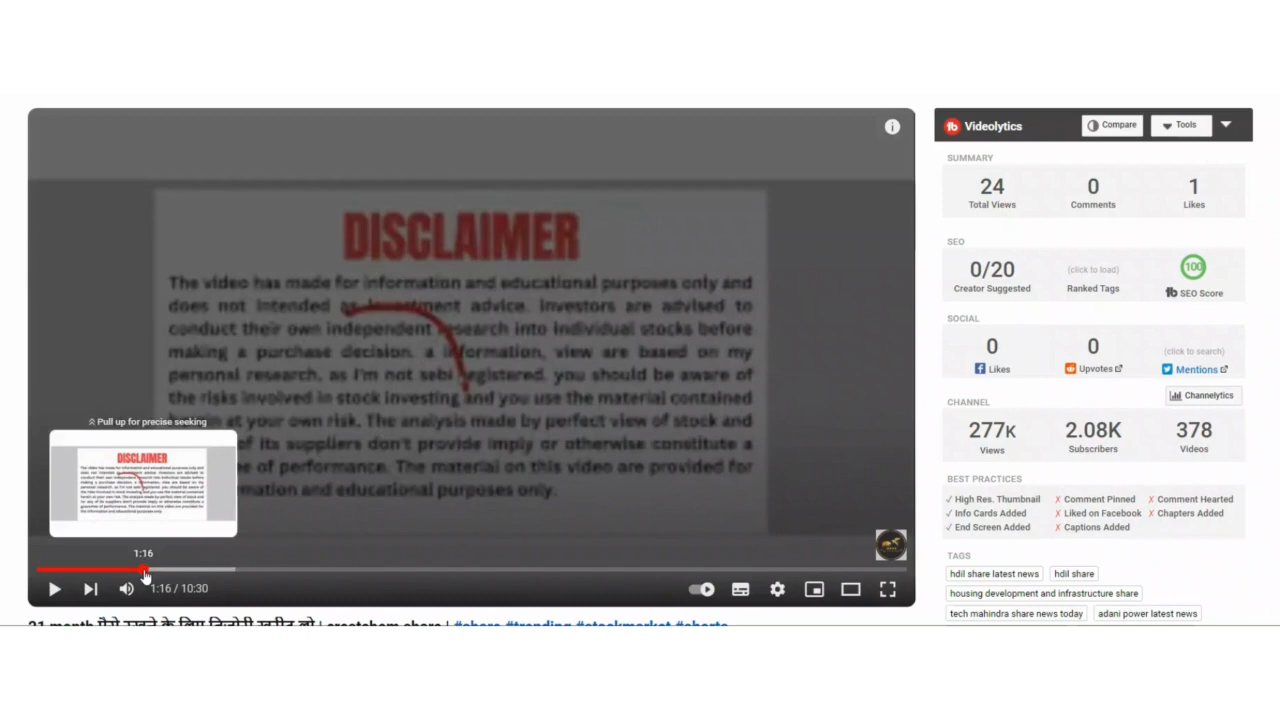 DISCLAIMER
The video has made for information and educational purposes only and
does not intended as investment advice. Investors are advised to
conduct their own independent research into individual stocks before
making a purchase decision. a information, view are based on my
personal research, as I'm not sebi registered. you should be aware of
the risks involved in stock investing and you use the material contained
at your own risk. The analysis made by perfect view of stock and
of its suppliers don't provide imply or otherwise constitute a
of performance. The material on this video are provided for
and educational purposes only.
Pull up for precise seeking
DISCLAIMER
1:16
1:16 / 10:30
Videolytics
Compare
Tools
SUMMARY
24 0 1
Total Views Comments Likes
SEO
0/20 (click to load) 100
Creator Suggested Ranked Tags tb SEO Score
SOCIAL
0 0 (click to search)
Likes Upvotes Mentions
CHANNEL
Channelytics
277K 2.08K 378
Views Subscribers Videos
BEST PRACTICES
✓ High Res. Thumbnail ✗ Comment Pinned ✗ Comment Hearted
✓ Info Cards Added ✗ Liked on Facebook ✗ Chapters Added
✓ End Screen Added ✗ Captions Added
TAGS
hdil share latest news hdil share
housing development and infrastructure share
tech mahindra share news today adani power latest news